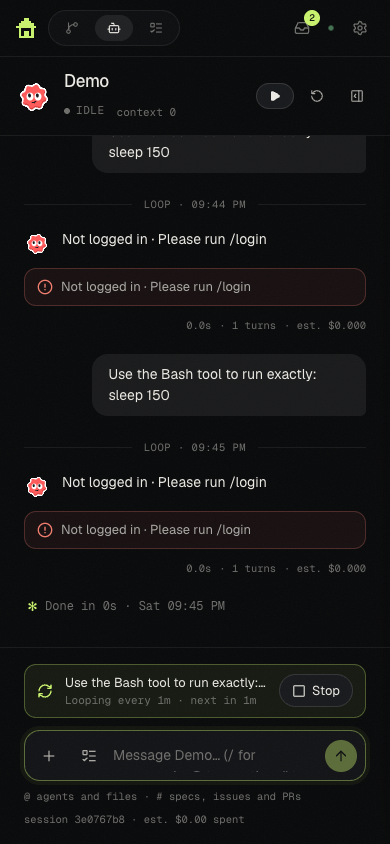 2
Demo
IDLE context 0
sleep 150
LOOP · 09:44 PM
Not logged in · Please run /login
Not logged in · Please run /login
0.0s · 1 turns · est. $0.000
Use the Bash tool to run exactly:
sleep 150
LOOP · 09:45 PM
Not logged in · Please run /login
Not logged in · Please run /login
0.0s · 1 turns · est. $0.000
Done in 0s · Sat 09:45 PM
Use the Bash tool to run exactly:...
Looping every 1m · next in 1m
Stop
Message Demo... (/ for
@ agents and files · # specs, issues and PRs
session 3e0767b8 · est. $0.00 spent